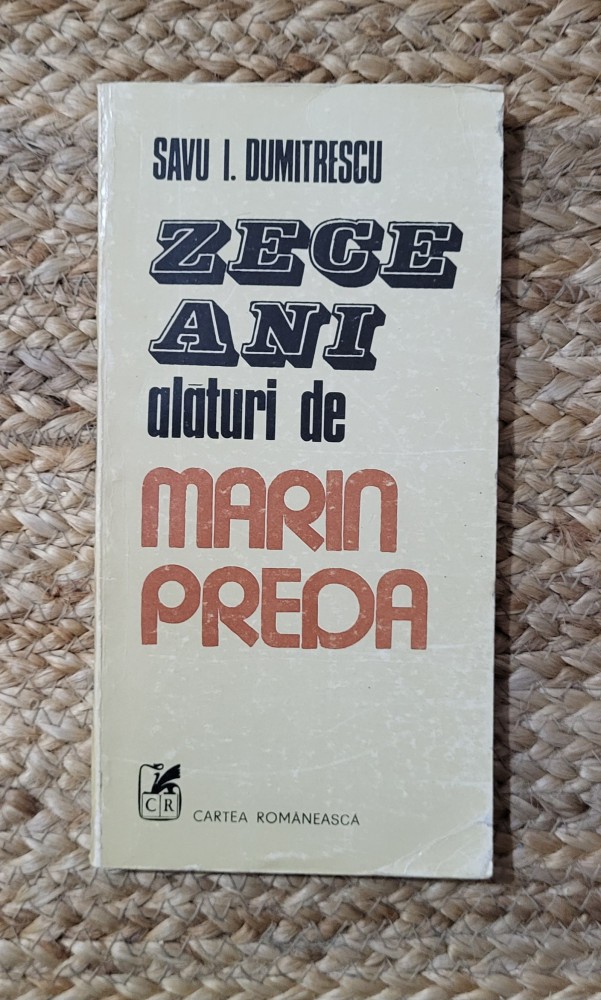 SAVU I. DUMITRESCU
ZECE
ANI
alături de
MARIN
PREDA
CR
CARTEA ROMÂNEASCĂ